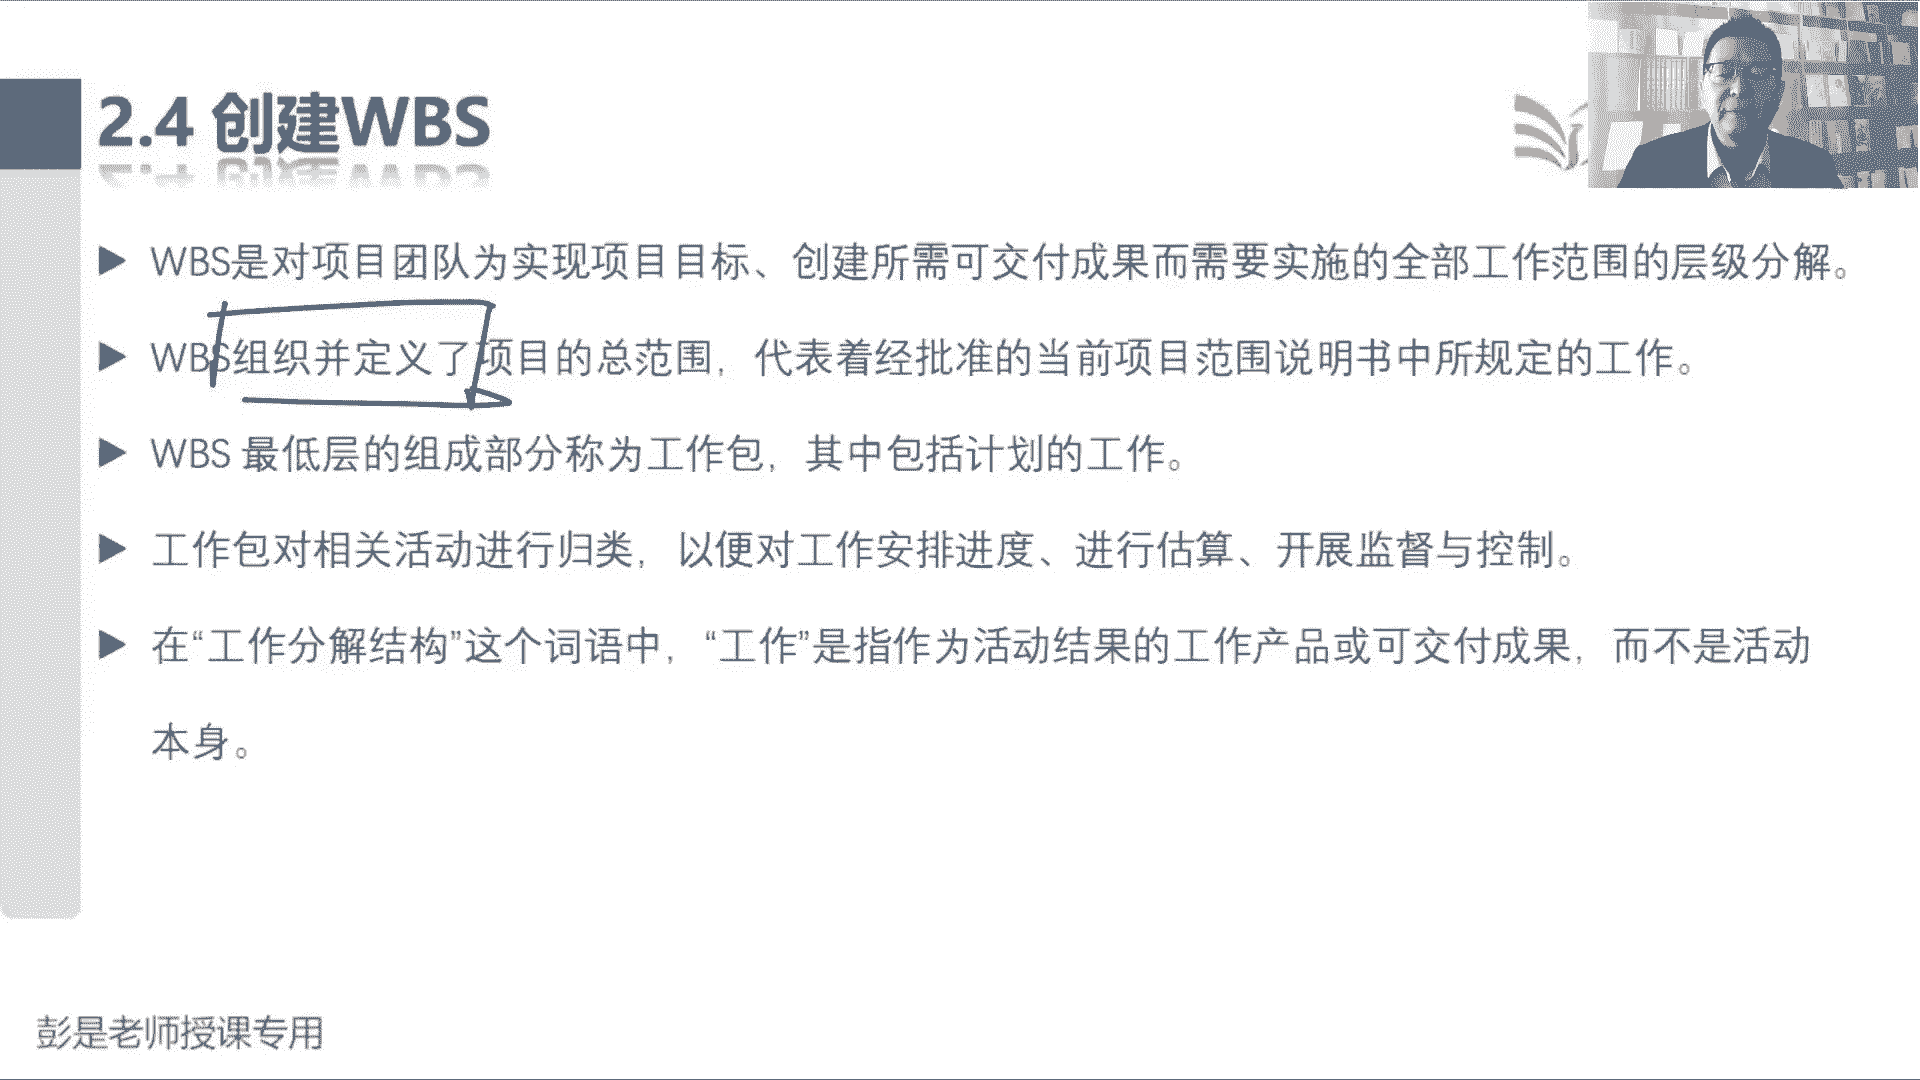 2.4 创建WBS
WBS是对项目团队为实现项目目标、创建所需可交付成果而需要实施的全部工作范围的层级分解。
WBS组织并定义了项目的总范围，代表着经批准的当前项目范围说明书中所规定的工作。
WBS 最低层的组成部分称为工作包，其中包括计划的工作。
工作包对相关活动进行归类，以便对工作安排进度、进行估算、开展监督与控制。
在“工作分解结构”这个词语中，“工作”是指作为活动结果的工作产品或可交付成果，而不是活动
本身。
彭是老师授课专用